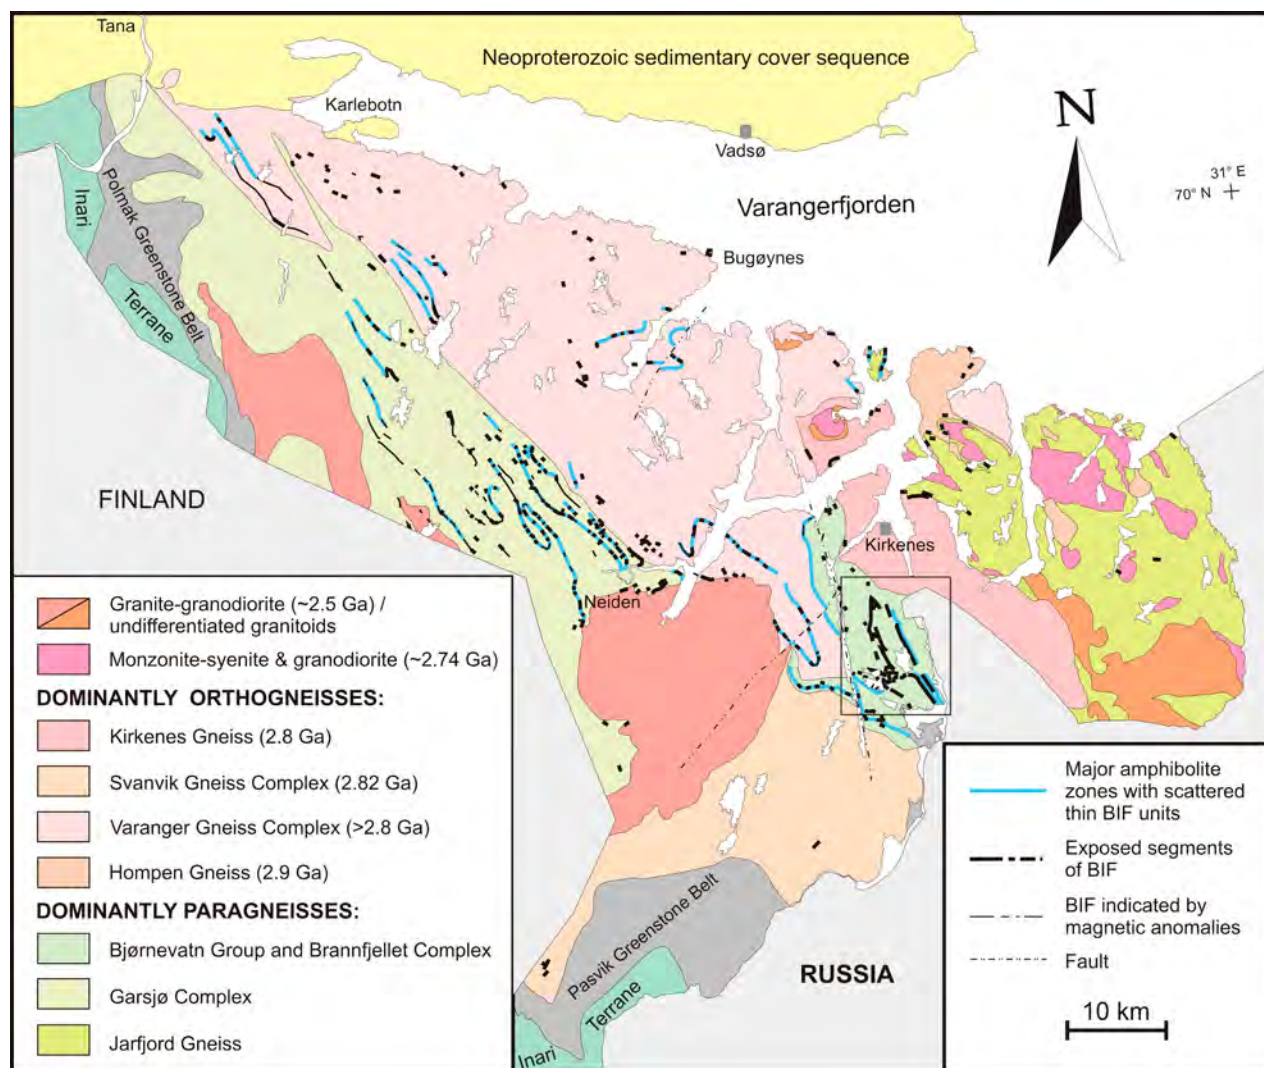 Tana
Neoproterozoic sedimentary cover sequence
Karlebotn
N
Vadsø
31° E
70° N
Inari
Polmak Greenstone Belt
Varangerfjorden
Bugøynes
Terrane
FINLAND
Kirkenes
Neiden
Granite-granodiorite (~2.5 Ga) /
undifferentiated granitoids
Monzonite-syenite & granodiorite (~2.74 Ga)
DOMINANTLY ORTHOGNEISSES:
Kirkenes Gneiss (2.8 Ga)
Svanvik Gneiss Complex (2.82 Ga)
Varanger Gneiss Complex (>2.8 Ga)
Hompen Gneiss (2.9 Ga)
DOMINANTLY PARAGNEISSES:
Bjørnevatn Group and Brannfjellet Complex
Garsjø Complex
Jarfjord Gneiss
Pasvik Greenstone Belt
Terrane
Inari
RUSSIA
Major amphibolite
zones with scattered
thin BIF units
Exposed segments
of BIF
BIF indicated by
magnetic anomalies
Fault
10 km